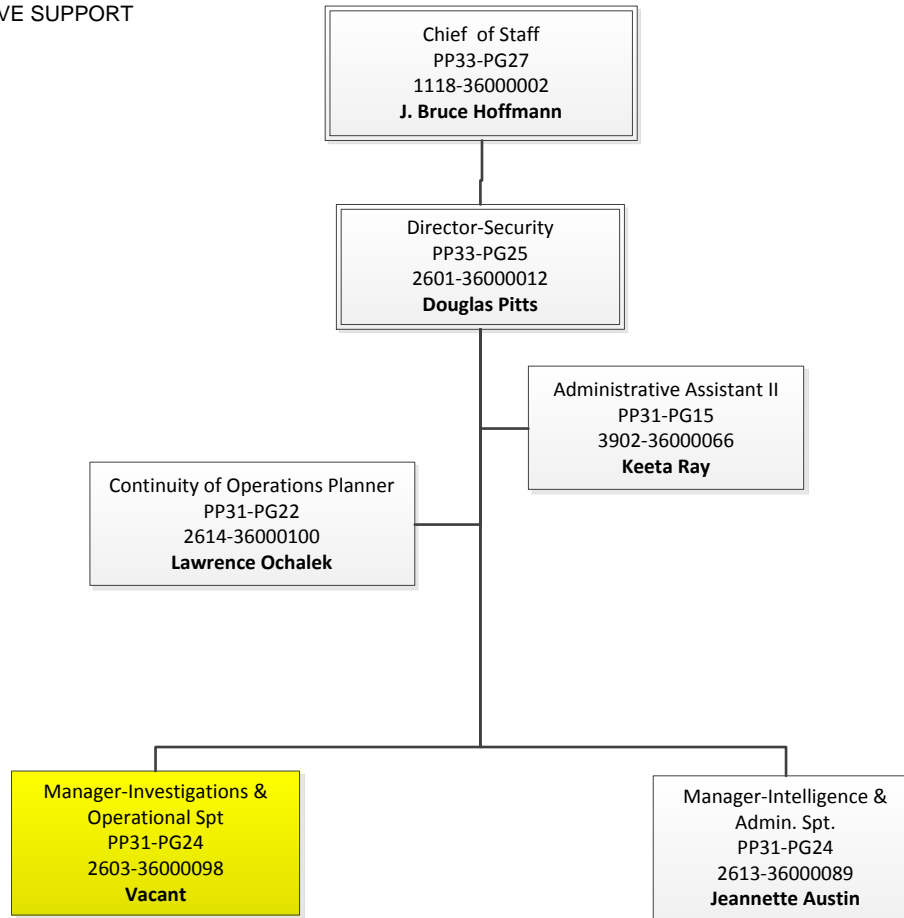 VE SUPPORT
Chief of Staff
PP33-PG27
1118-36000002
J. Bruce Hoffmann
Director-Security
PP33-PG25
2601-36000012
Douglas Pitts
Administrative Assistant II
PP31-PG15
3902-36000066
Keeta Ray
Continuity of Operations Planner
PP31-PG22
2614-36000100
Lawrence Ochalek
Manager-Investigations &
Operational Spt
PP31-PG24
2603-36000098
Vacant
Manager-Intelligence &
Admin. Spt.
PP31-PG24
2613-36000089
Jeannette Austin